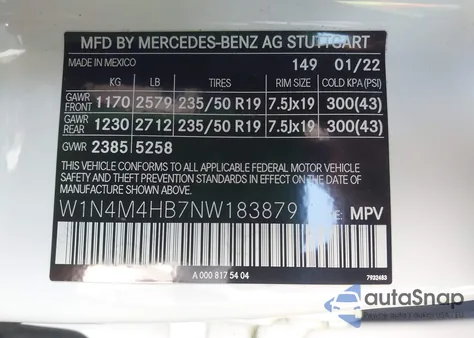 MFD BY MERCEDES-BENZ AG STUTTGART
MADE IN MEXICO 149 01/22
KG LB TIRES RIM SIZE COLD KPA (PSI)
GAWR FRONT 1170 2579 235/50 R19 7.5Jx19 300(43)
GAWR REAR 1230 2712 235/50 R19 7.5Jx19 300(43)
GVWR 2385 5258
THIS VEHICLE CONFORMS TO ALL APPLICABLE FEDERAL MOTOR VEHICLE
SAFETY AND THEFT PREVENTION STANDARDS IN EFFECT ON THE DATE OF
MANUFACTURE SHOWN ABOVE.
W1N4M4HB7NW183879 E: MPV
A 000 817 54 04 7932483
autoSnap